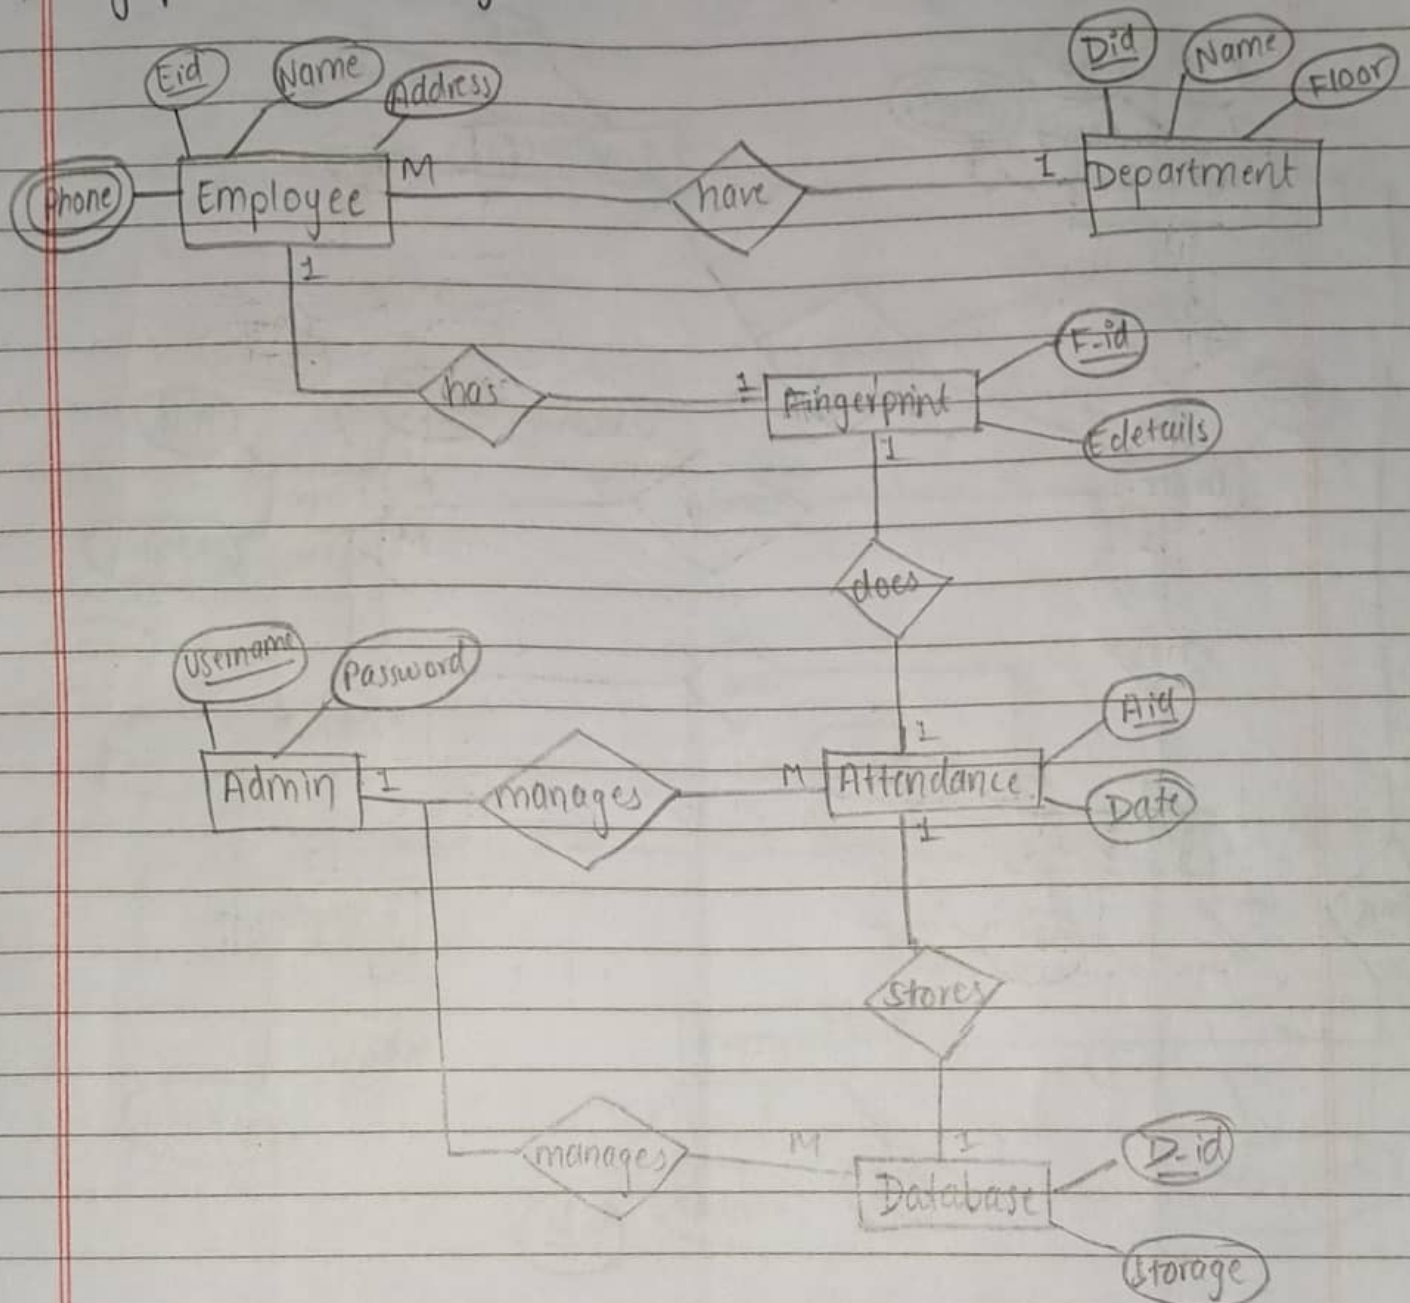 Eid Name Address
Did Name Floor
Phone Employee M have 1 Department
1
has 1 Fingerprint
F-id
Edetails
1
does
Username Password
1
Aid
Admin 1 manages M Attendance
Date
1
stores
manages M 1
D-id
Database
Storage